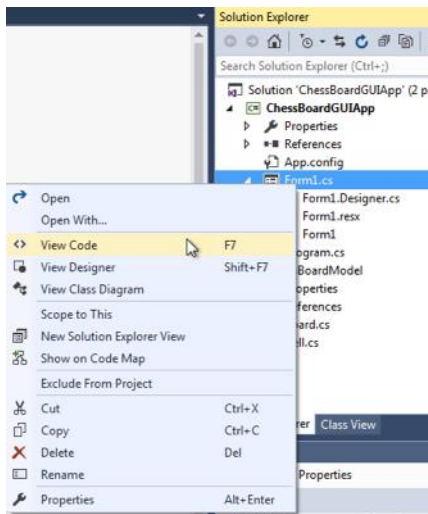 Solution Explorer
Search Solution Explorer (Ctrl+;)
Solution 'ChessBoardGUIApp' (2 p
C# ChessBoardGUIApp
Properties
References
App.config
Form1.cs
Form1.Designer.cs
Form1.resx
Form1
ogram.cs
BoardModel
operties
ferences
ard.cs
ell.cs
Open
Open With...
View Code F7
View Designer Shift+F7
View Class Diagram
Scope to This
New Solution Explorer View
Show on Code Map
Exclude From Project
Cut Ctrl+X
Copy Ctrl+C
Delete Del
Rename
Properties Alt+Enter
rer Class View
Properties